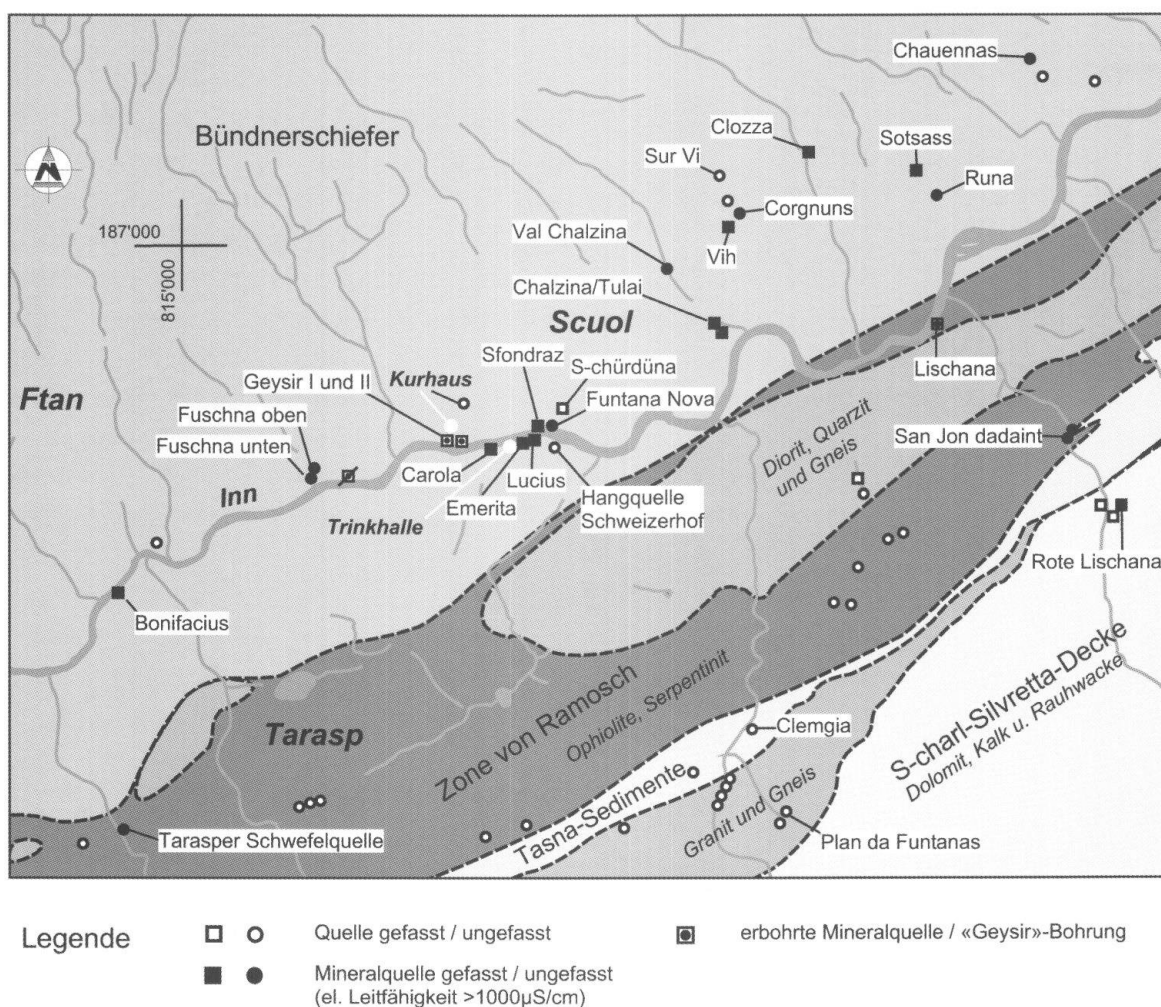 Chauennas
Bündnerschiefer
Clozza
Sotsass
Sur Vi
Runa
Corgnuns
187'000
815'000
Val Chalzina
Vih
Chalzina/Tulai
Scuol
Sfondraz
S-chürdüna
Lischana
Geysir I und II
Kurhaus
Ftan
Funtana Nova
Fuschna oben
Fuschna unten
San Jon dadaint
Diorit, Quarzit
und Gneis
Carola
Lucius
Inn
Emerita
Hangquelle
Schweizerhof
Trinkhalle
Rote Lischana
Bonifacius
S-charl-Silvretta-Decke
Dolomit, Kalk u. Rauhwacke
Zone von Ramosch
Ophiolite, Serpentinit
Tarasp
Clemgia
Tasna-Sedimente
Granit und Gneis
Tarasper Schwefelquelle
Plan da Funtanas
Legende
Quelle gefasst / ungefasst
erbohrte Mineralquelle / «Geysir»-Bohrung
Mineralquelle gefasst / ungefasst
(el. Leitfähigkeit >1000µS/cm)